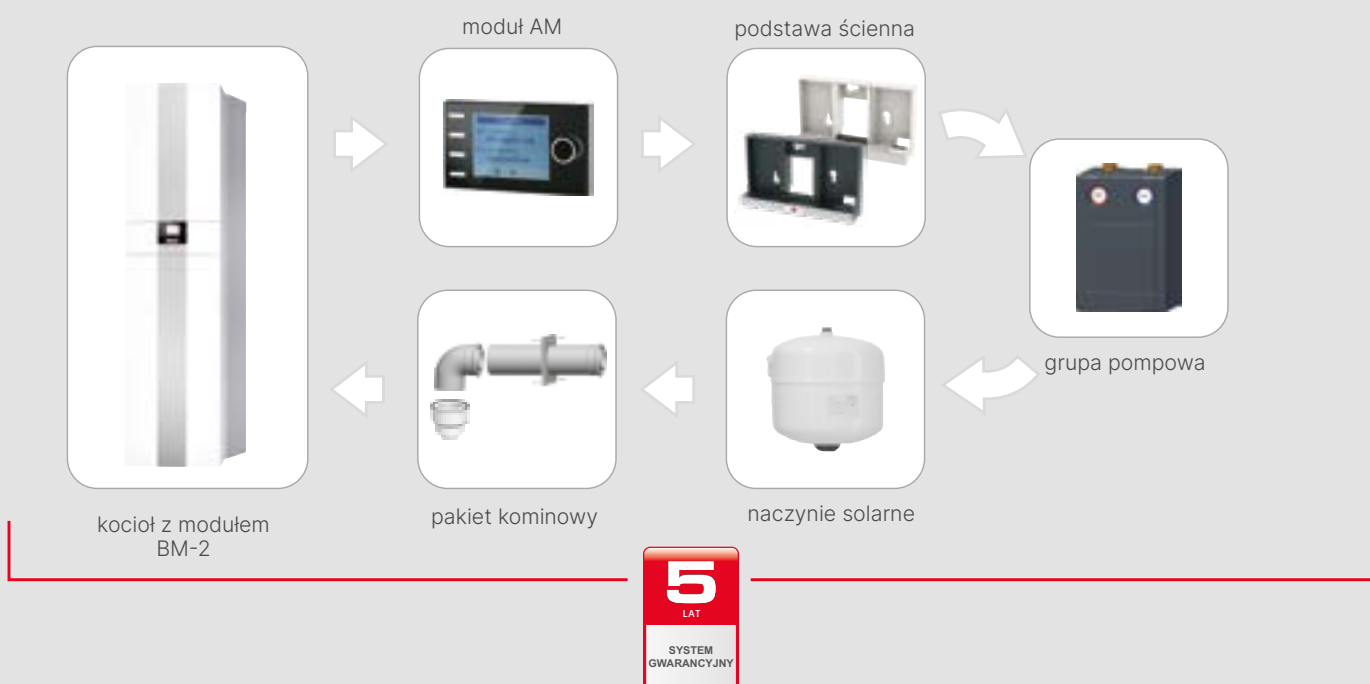 moduł AM
podstawa ścienna
grupa pompowa
kocioł z modułem
BM-2
pakiet kominowy
naczynie solarne
5
LAT
SYSTEM
GWARANCYJNY